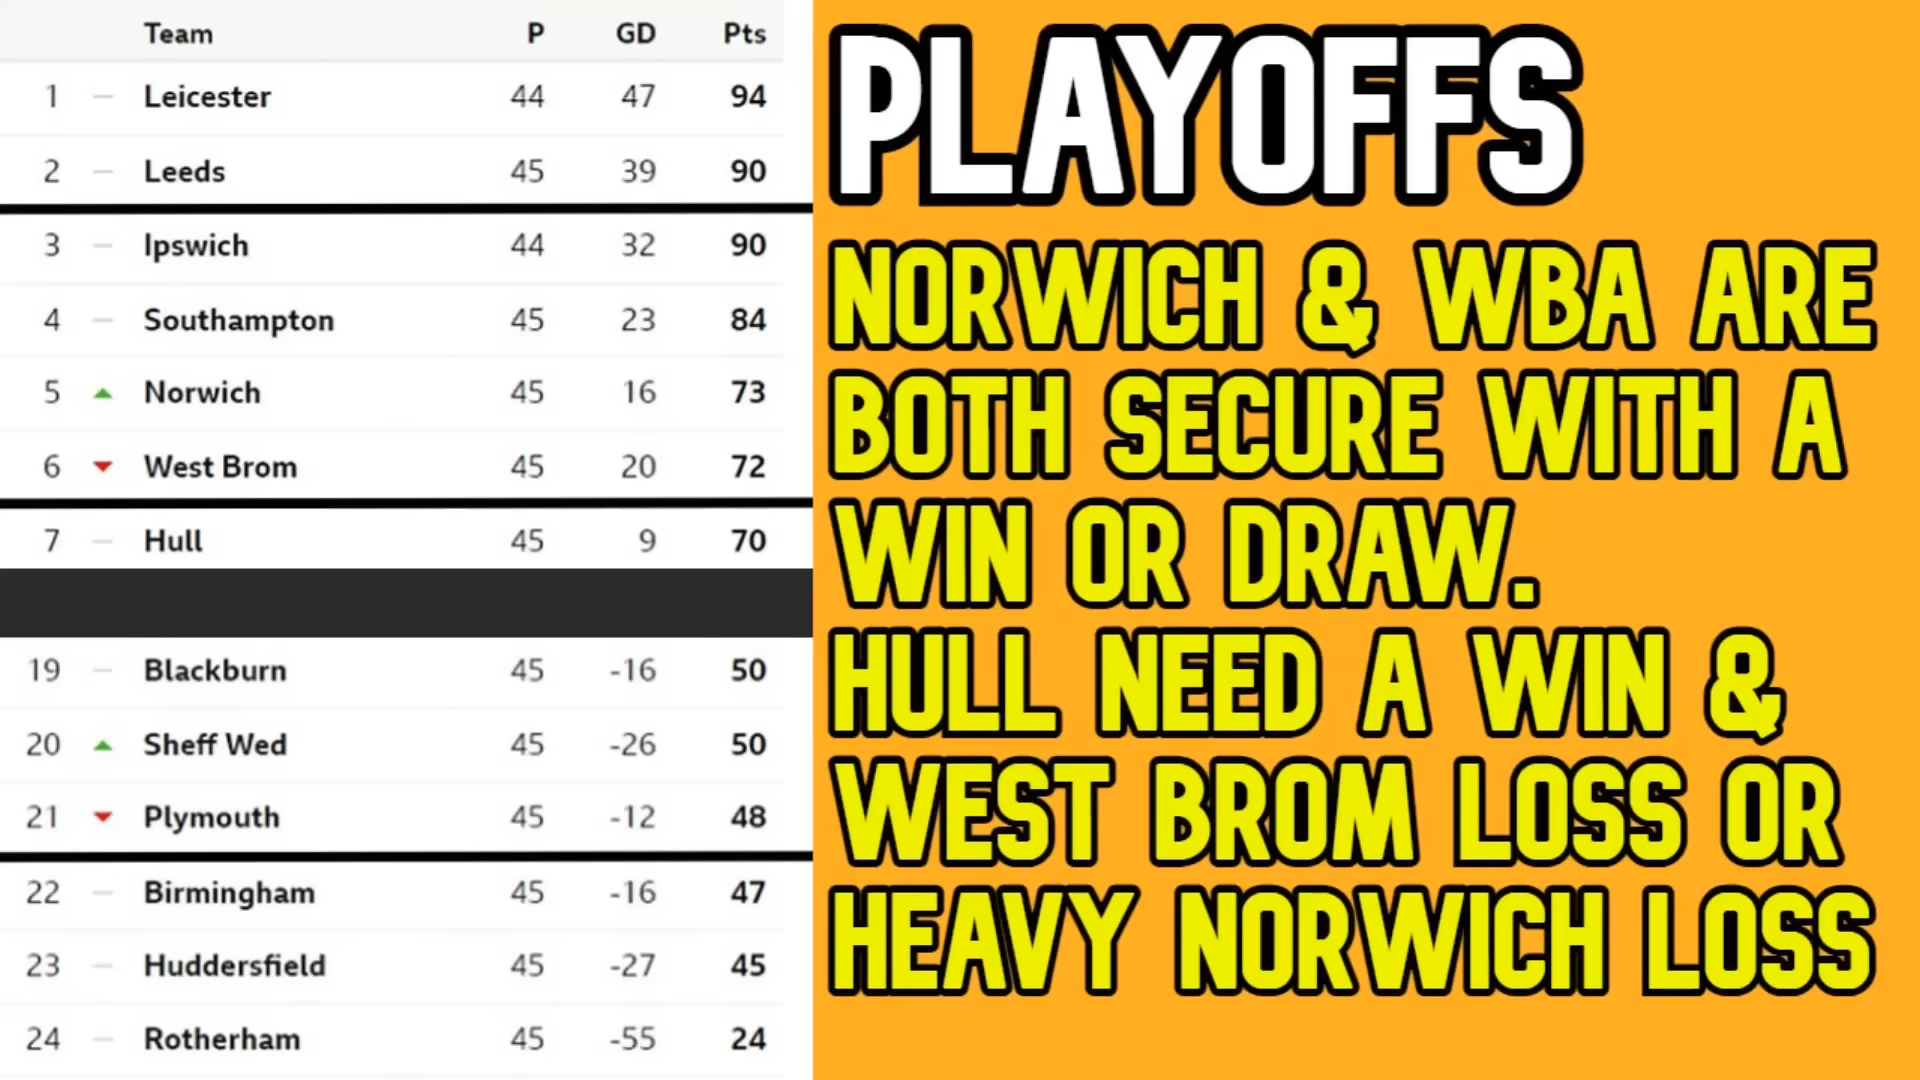 Team P GD Pts
1 – Leicester 44 47 94
2 – Leeds 45 39 90
3 – Ipswich 44 32 90
4 – Southampton 45 23 84
5 Norwich 45 16 73
6 West Brom 45 20 72
7 – Hull 45 9 70
19 – Blackburn 45 -16 50
20 Sheff Wed 45 -26 50
21 Plymouth 45 -12 48
22 – Birmingham 45 -16 47
23 – Huddersfield 45 -27 45
24 – Rotherham 45 -55 24
PLAYOFFS
NORWICH & WBA ARE
BOTH SECURE WITH A
WIN OR DRAW.
HULL NEED A WIN &
WEST BROM LOSS OR
HEAVY NORWICH LOSS